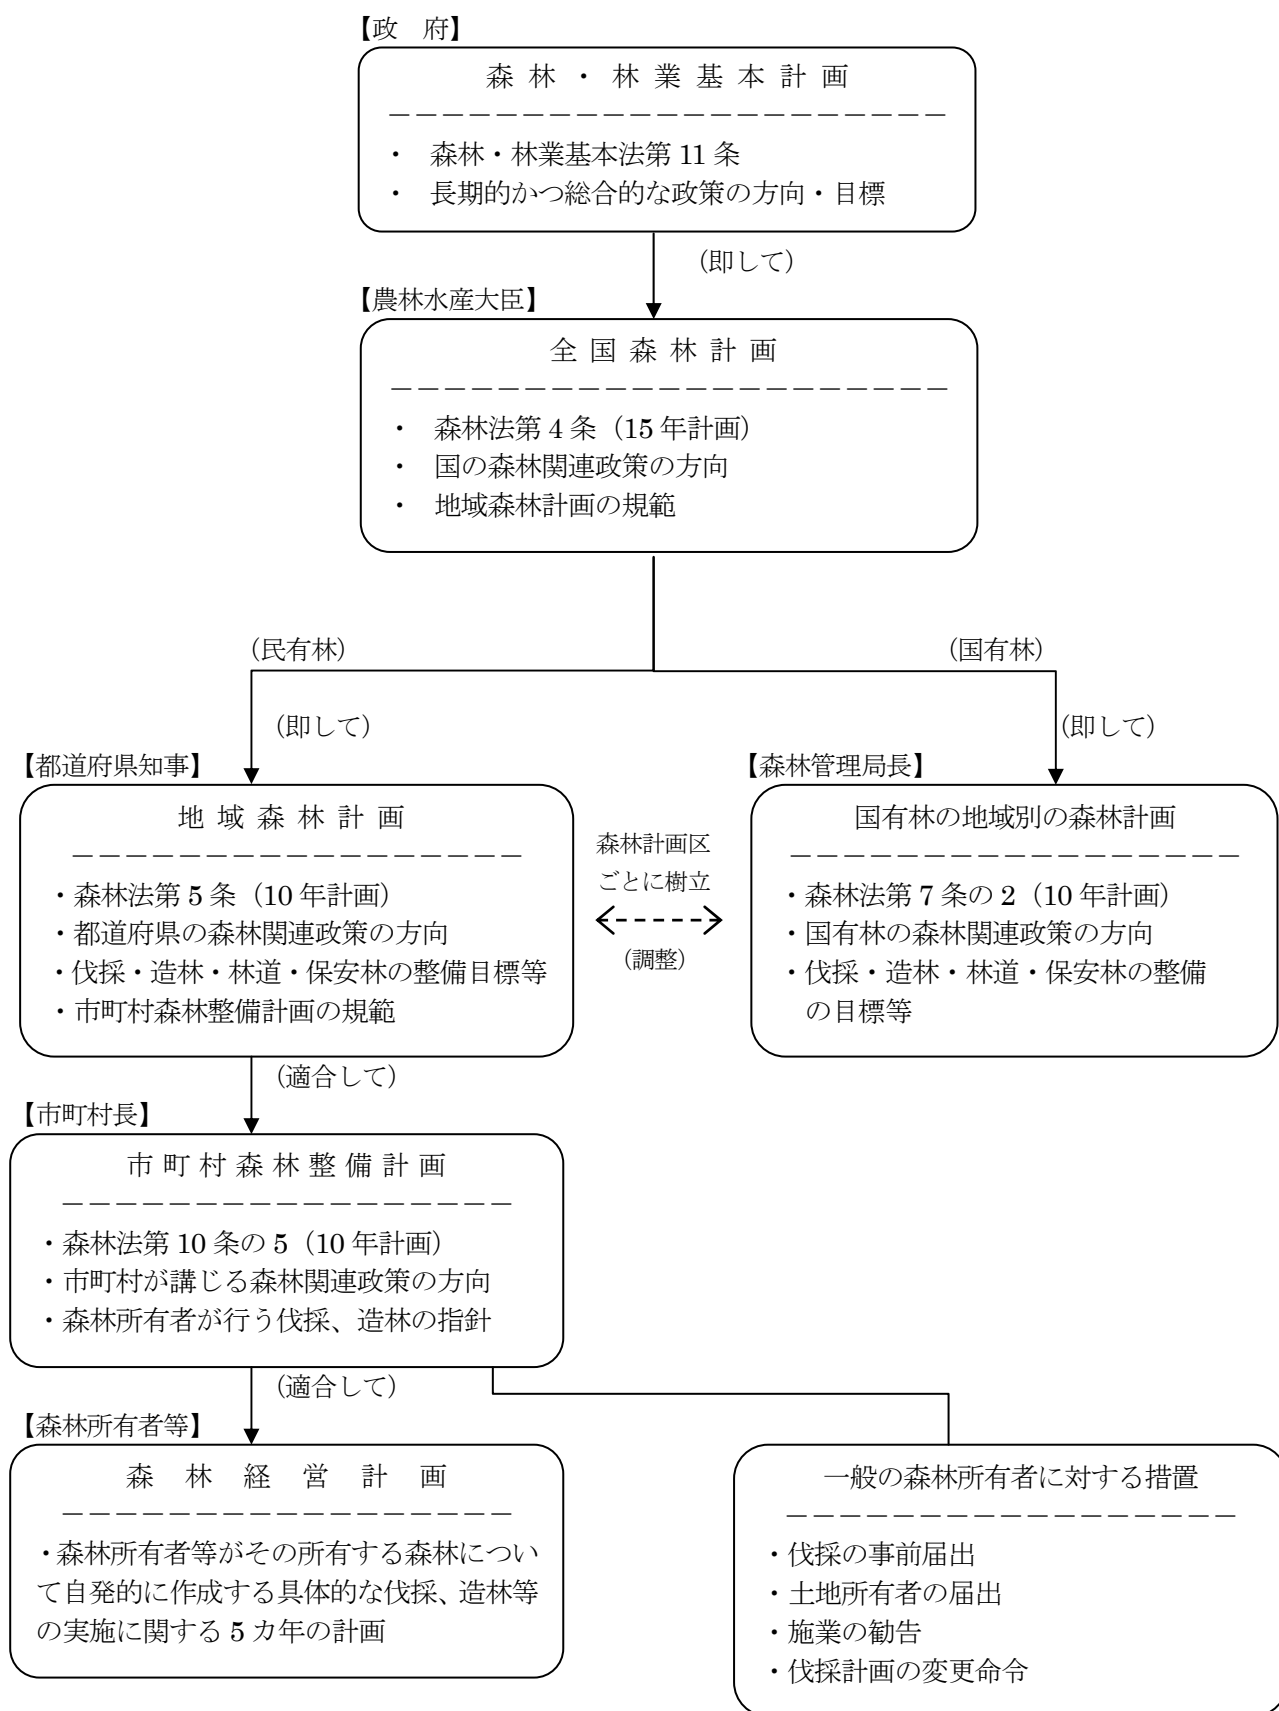 【政　府】
森林・林業基本計画
・　森林・林業基本法第 11 条
・　長期的かつ総合的な政策の方向・目標
（即して）
【農林水産大臣】
全国森林計画
・　森林法第 4 条（15 年計画）
・　国の森林関連政策の方向
・　地域森林計画の規範
（民有林）
（国有林）
（即して）
（即して）
【都道府県知事】
地域森林計画
・森林法第 5 条（10 年計画）
・都道府県の森林関連政策の方向
・伐採・造林・林道・保安林の整備目標等
・市町村森林整備計画の規範
森林計画区
ごとに樹立
（調整）
【森林管理局長】
国有林の地域別の森林計画
・森林法第 7 条の 2（10 年計画）
・国有林の森林関連政策の方向
・伐採・造林・林道・保安林の整備
の目標等
（適合して）
【市町村長】
市町村森林整備計画
・森林法第 10 条の 5（10 年計画）
・市町村が講じる森林関連政策の方向
・森林所有者が行う伐採、造林の指針
（適合して）
【森林所有者等】
森　林　経　営　計　画
・森林所有者等がその所有する森林につい
て自発的に作成する具体的な伐採、造林等
の実施に関する 5 カ年の計画
一般の森林所有者に対する措置
・伐採の事前届出
・土地所有者の届出
・施業の勧告
・伐採計画の変更命令